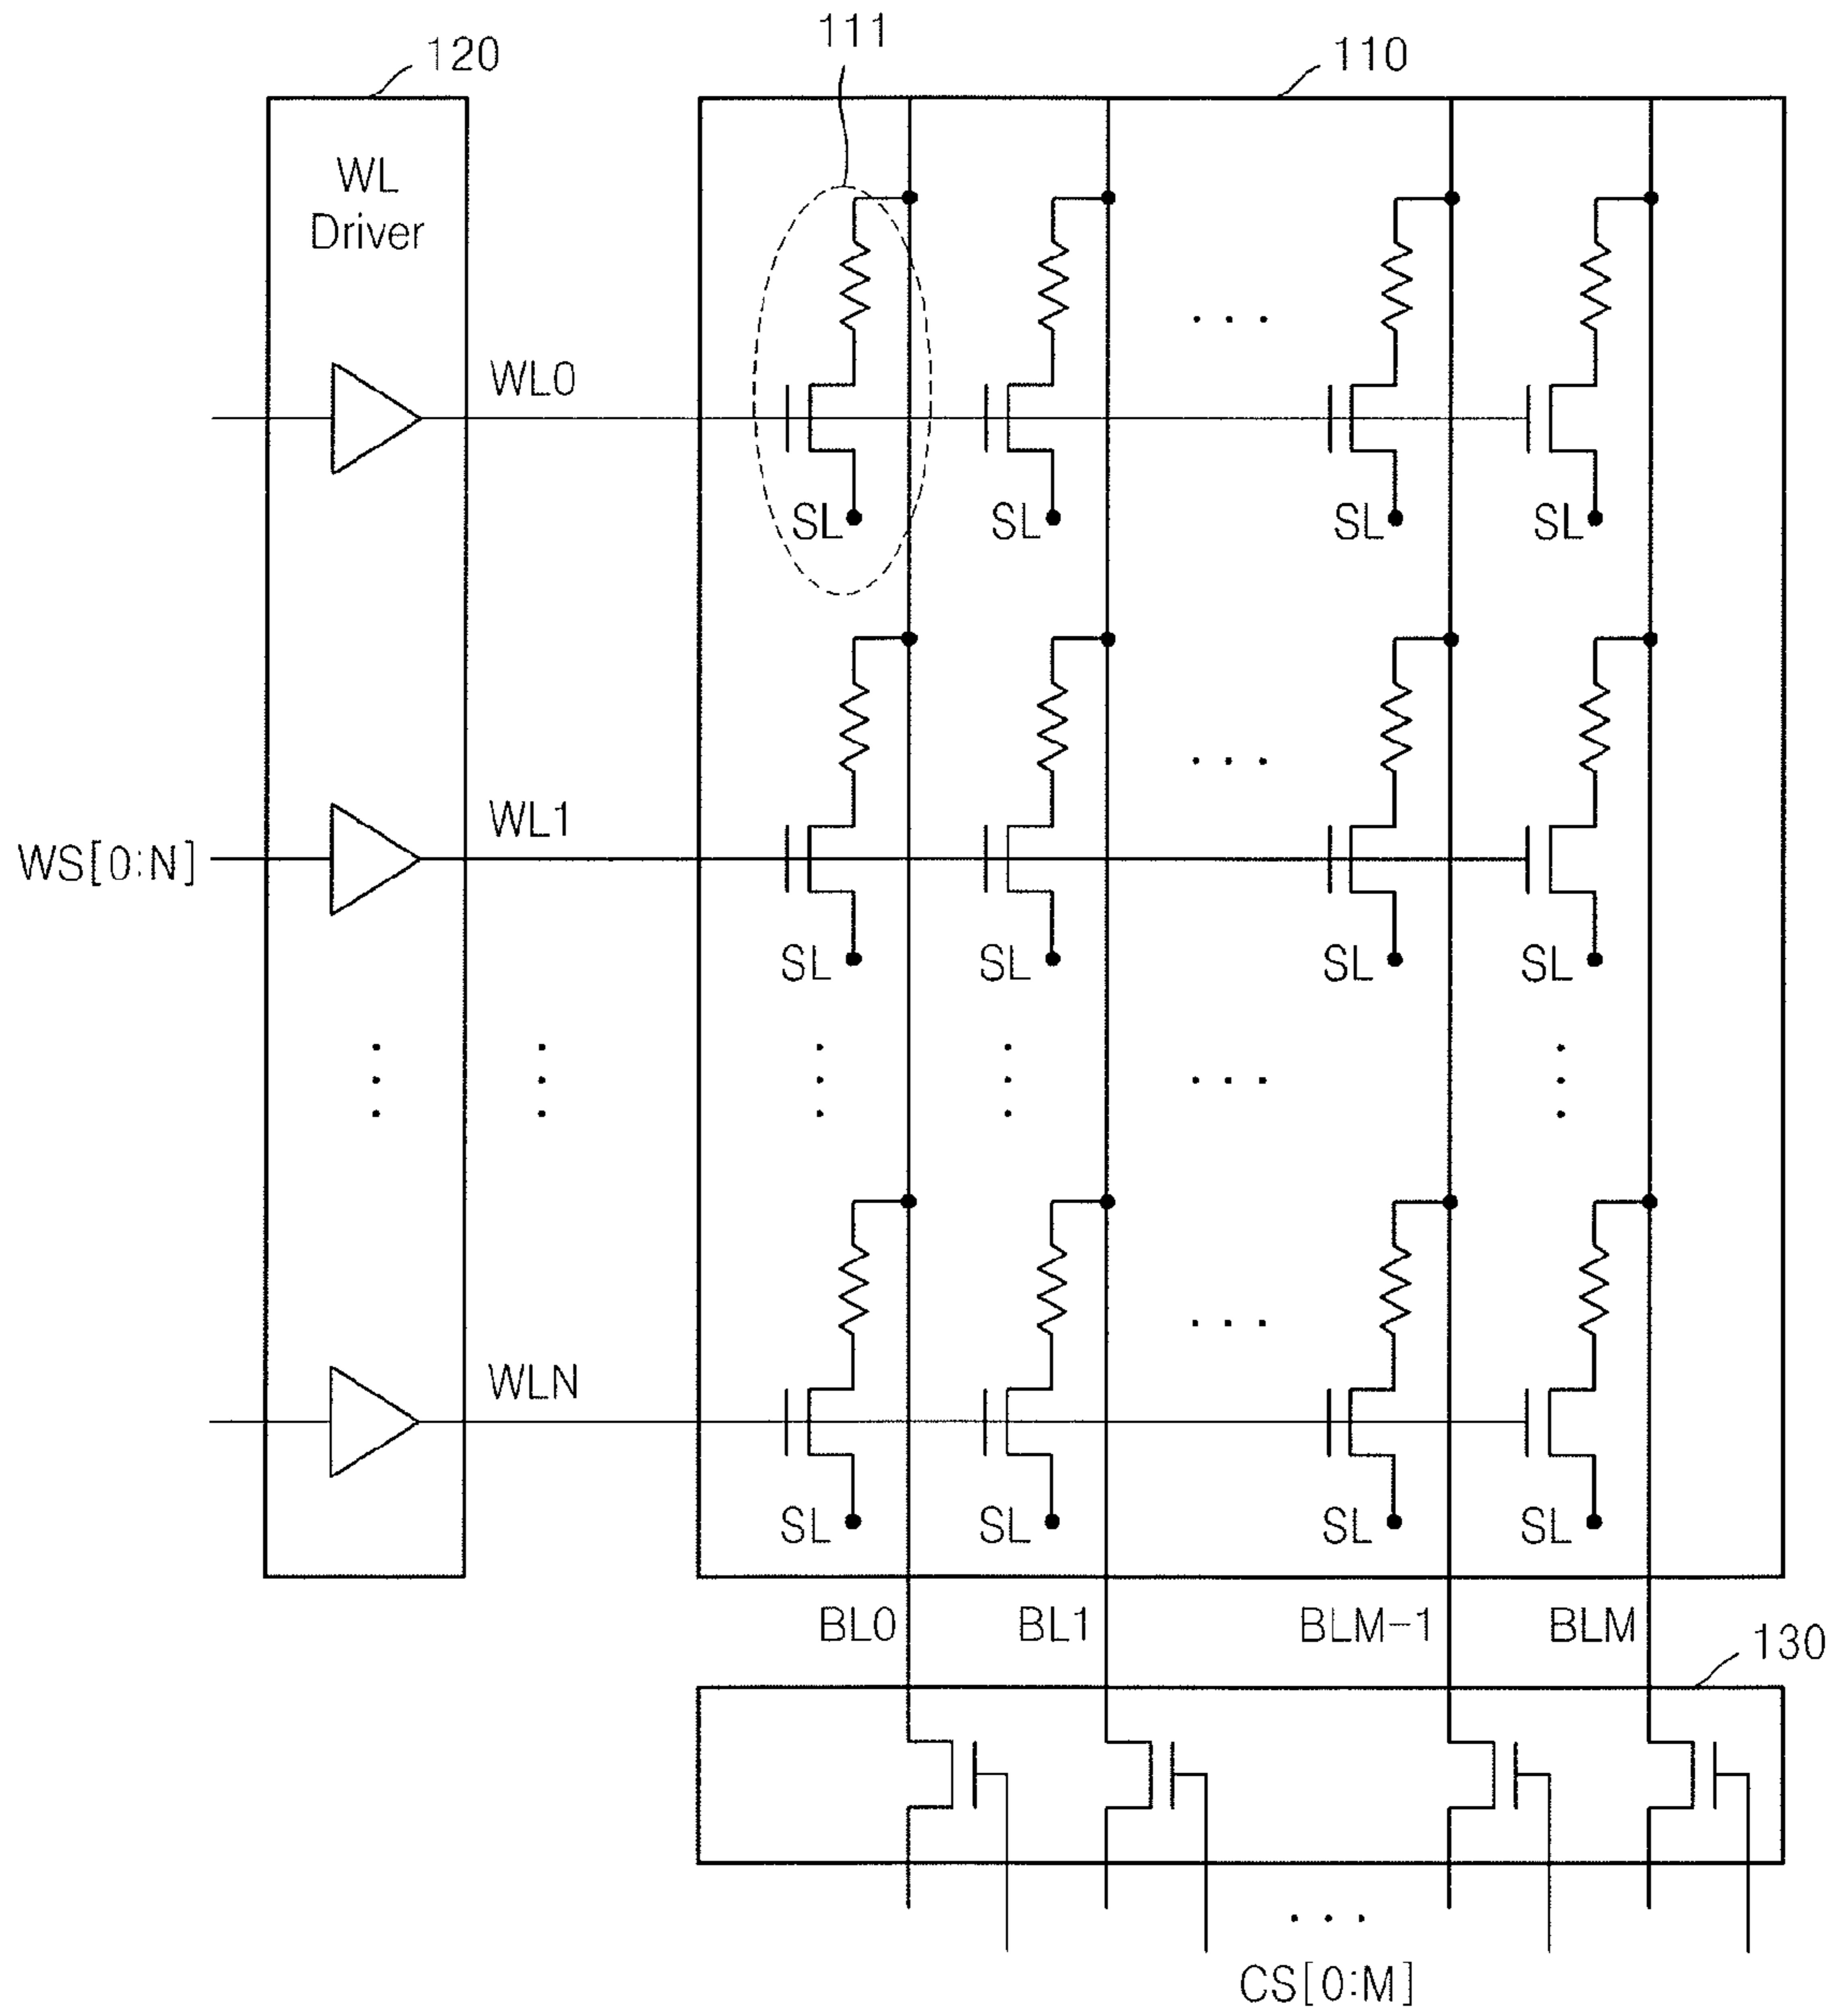 111
120
110
WL
Driver
WL0
SL SL SL SL
WL1
WS[0:N]
SL SL SL SL
WLN
SL SL SL SL
BL0 BL1 BLM-1 BLM
130
CS[0:M]